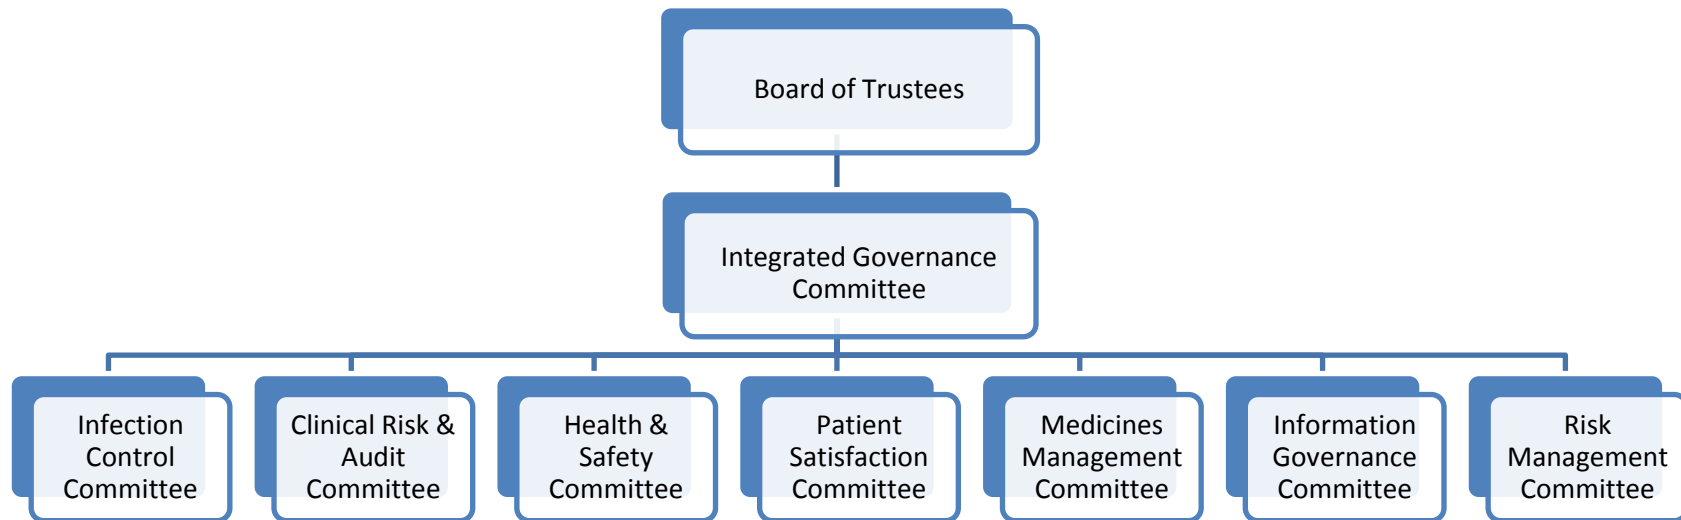 Board of Trustees
Integrated Governance
Committee
Infection
Control
Committee
Clinical Risk &
Audit
Committee
Health &
Safety
Committee
Patient
Satisfaction
Committee
Medicines
Management
Committee
Information
Governance
Committee
Risk
Management
Committee